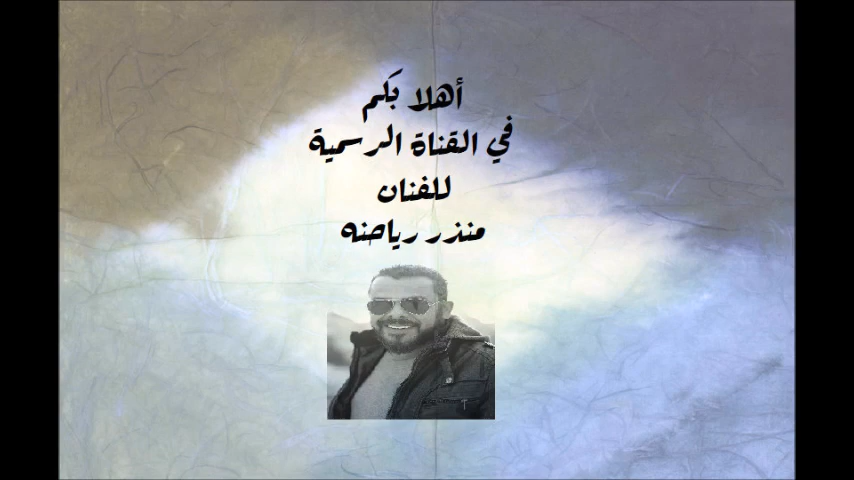 أهلا بكم
في القناة الرسمية
للفنان
منذر رياحنه